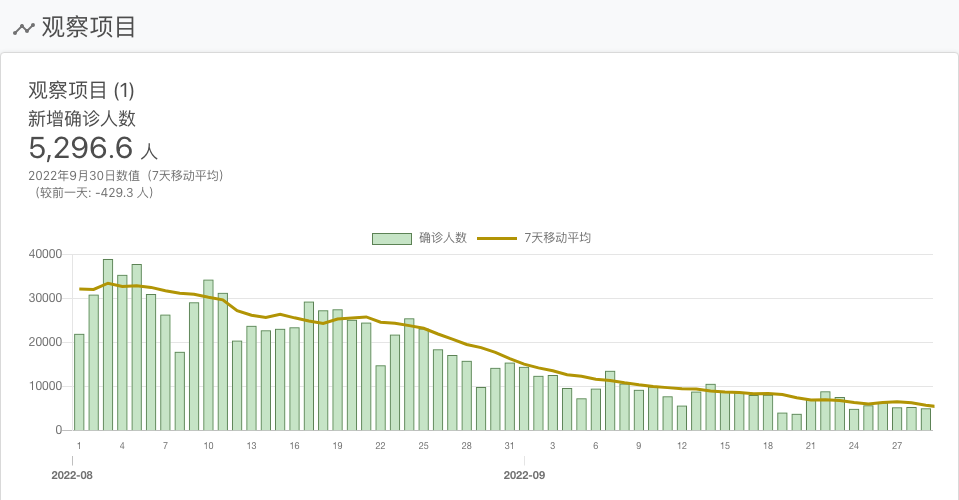 观察项目
观察项目 (1)
新增确诊人数
5,296.6 人
2022年9月30日数值（7天移动平均）
（较前一天: -429.3 人）
确诊人数 7天移动平均
40000
30000
20000
10000
0
1 4 7 10 13 16 19 22 25 28 31 3 6 9 12 15 18 21 24 27
2022-08 2022-09